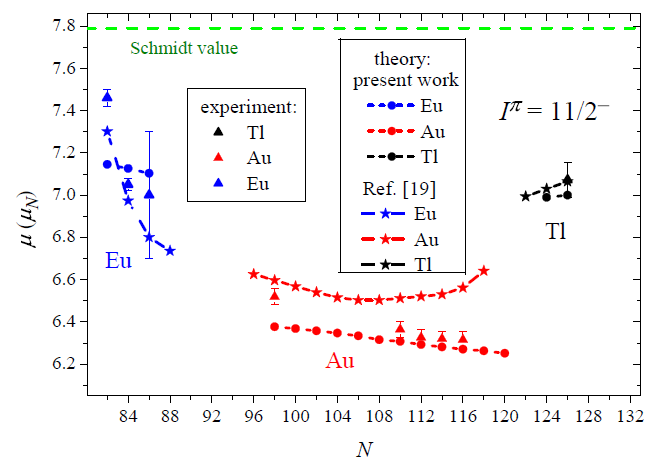 7.8
7.6
7.4
7.2
7.0
6.8
6.6
6.4
6.2
μ (μ_N)
Schmidt value
experiment:
Tl
Au
Eu
theory:
present work
Eu
Au
Tl
Ref. [19]
Eu
Au
Tl
I^π = 11/2⁻
Eu
Au
Tl
84 88 92 96 100 104 108 112 116 120 124 128 132
N